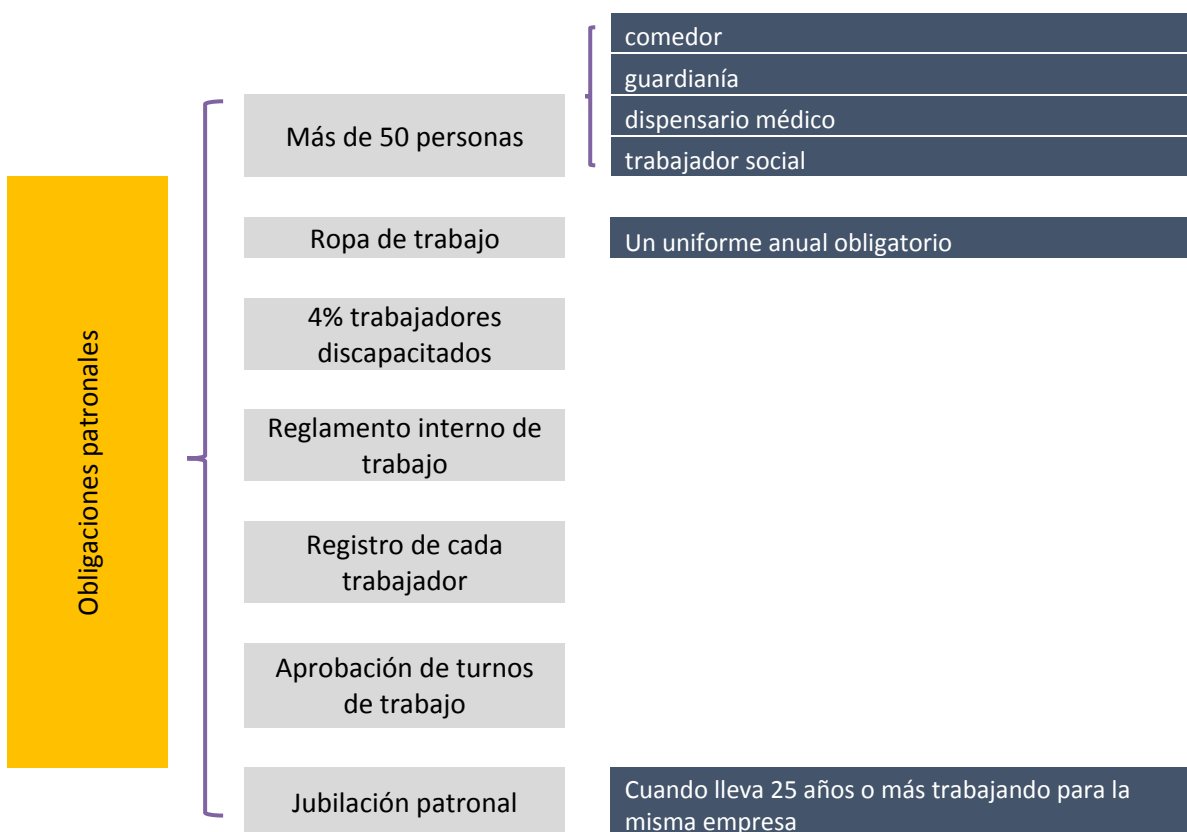 Obligaciones patronales
Más de 50 personas
comedor
guardianía
dispensario médico
trabajador social
Ropa de trabajo
Un uniforme anual obligatorio
4% trabajadores
discapacitados
Reglamento interno de
trabajo
Registro de cada
trabajador
Aprobación de turnos
de trabajo
Jubilación patronal
Cuando lleva 25 años o más trabajando para la
misma empresa